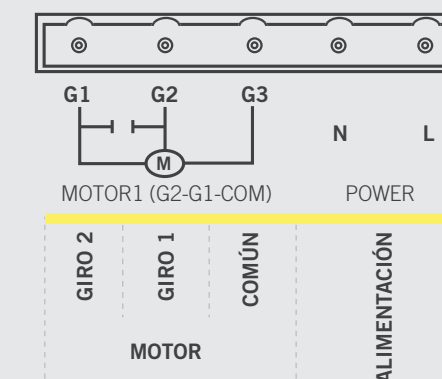 G1 G2 G3
N L
M
MOTOR1 (G2-G1-COM) POWER
GIRO 2
GIRO 1
COMÚN
ALIMENTACIÓN
MOTOR